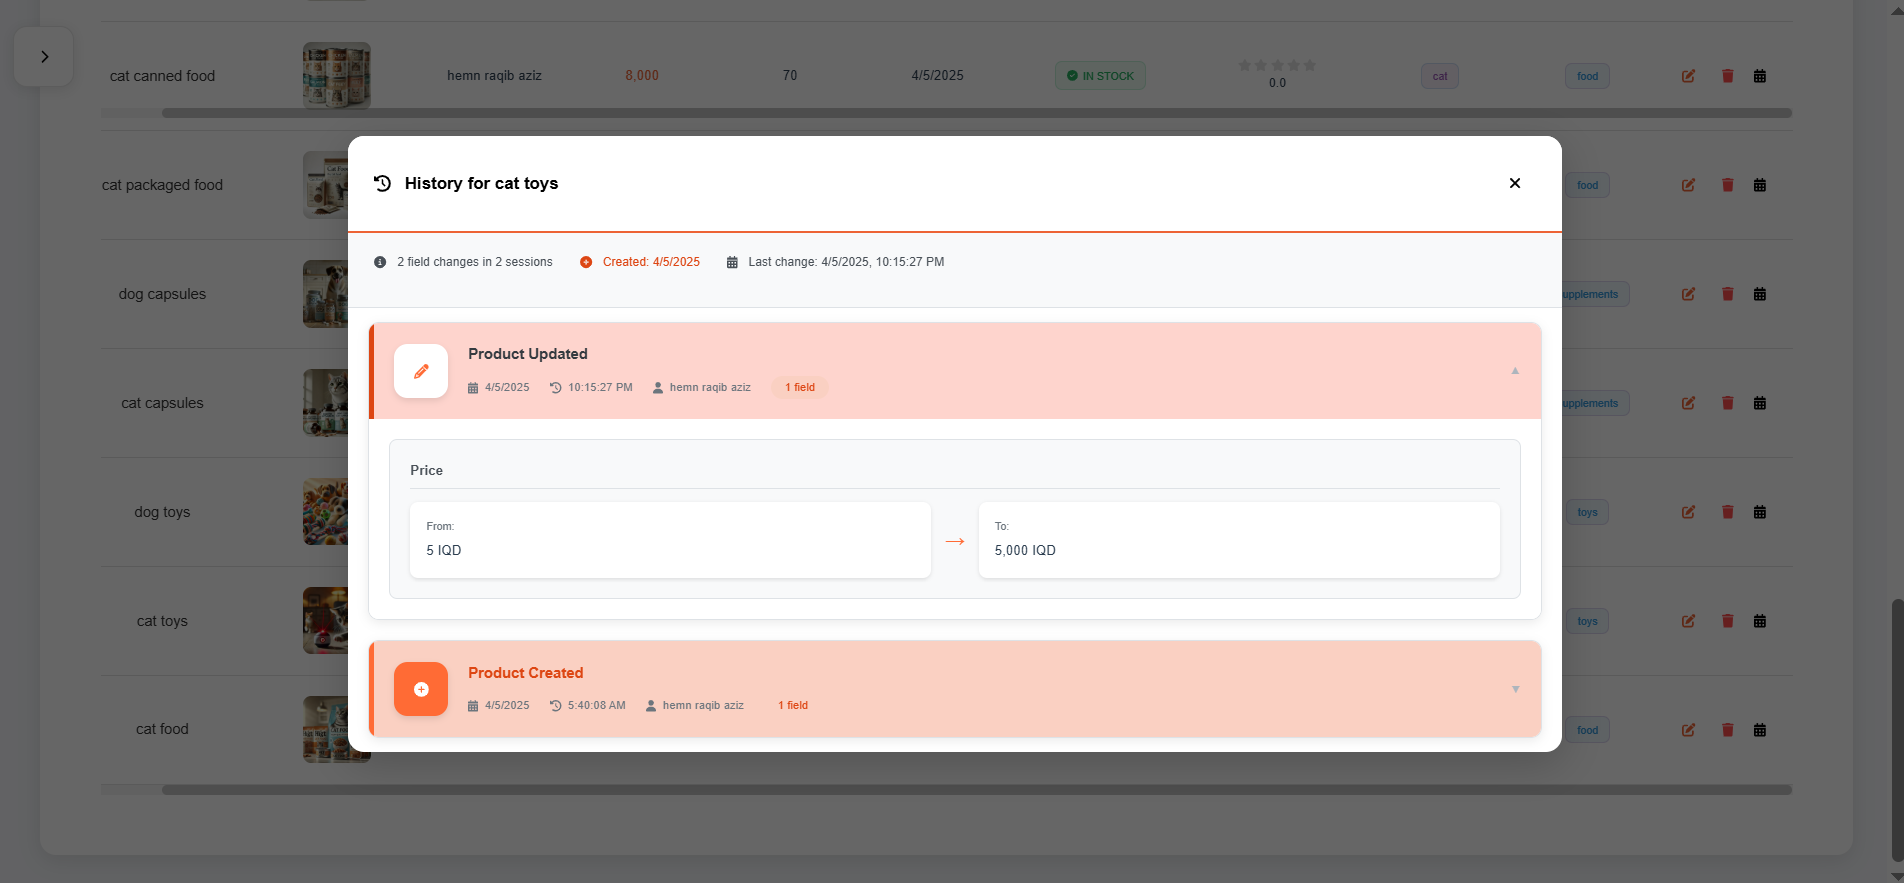 cat canned food hemn raqib aziz 8,000 70 4/5/2025 IN STOCK 0.0 cat food
cat packaged food food
dog capsules upplements
cat capsules upplements
dog toys toys
cat toys toys
cat food food
History for cat toys
2 field changes in 2 sessions Created: 4/5/2025 Last change: 4/5/2025, 10:15:27 PM
Product Updated
4/5/2025 10:15:27 PM hemn raqib aziz 1 field
Price
From:
5 IQD
→
To:
5,000 IQD
Product Created
4/5/2025 5:40:08 AM hemn raqib aziz 1 field